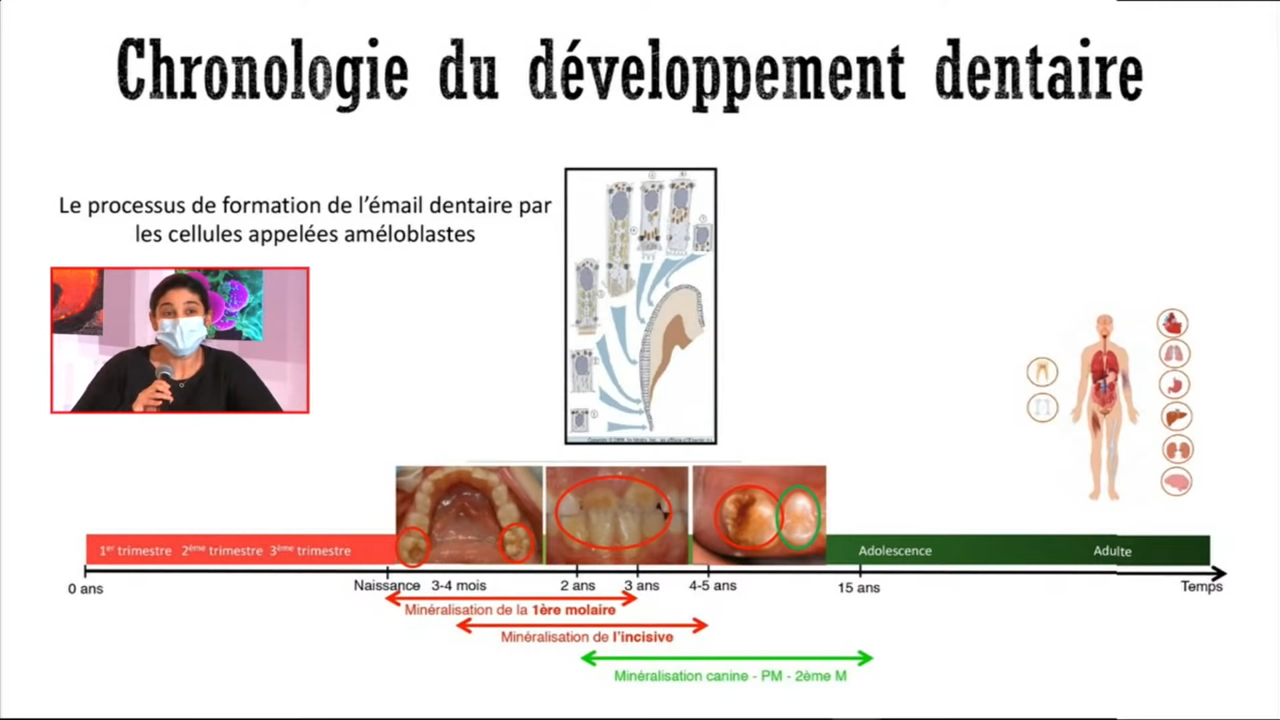 Chronologie du développement dentaire
Le processus de formation de l'émail dentaire par
les cellules appelées améloblastes
1er trimestre 2ème trimestre 3ème trimestre
Adolescence
Adulte
0 ans
Naissance
3-4 mois
2 ans
3 ans
4-5 ans
15 ans
Temps
Minéralisation de la 1ère molaire
Minéralisation de l'incisive
Minéralisation canine - PM - 2ème M